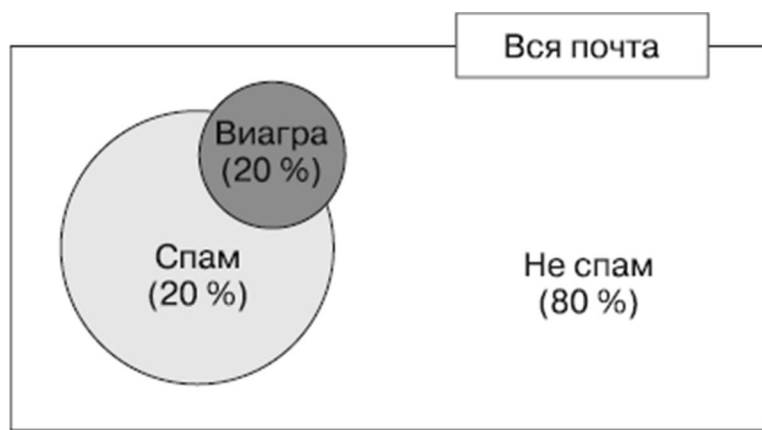 Вся почта
Виагра
(20 %)
Спам
(20 %)
Не спам
(80 %)